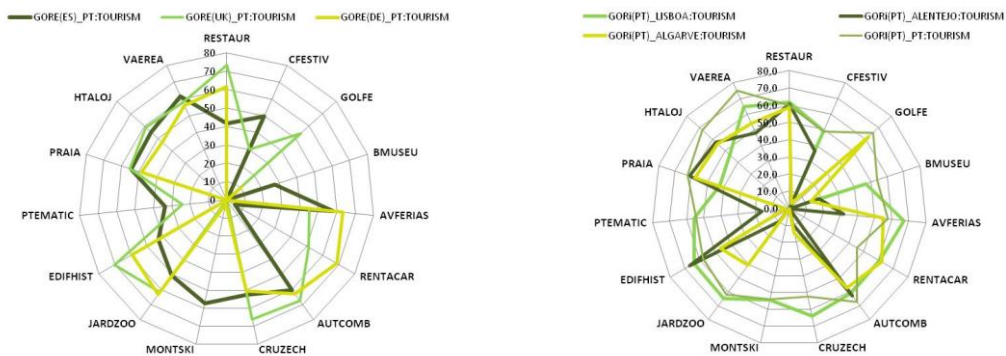 GORE(ES)_PT:TOURISM GORE(UK)_PT:TOURISM GORE(DE)_PT:TOURISM
RESTAUR
80
VAEREA CFESTIV
70
60
HTALOJ GOLFE
50
40
30
PRAIA BMUSEU
20
10
0
PTEMATIC AVFERIAS
EDIFHIST RENTACAR
JARDZOO AUTCOMB
MONTSKI CRUZECH
GORi(PT)_LISBOA:TOURISM GORi(PT)_ALENTEJO:TOURISM
GORi(PT)_ALGARVE:TOURISM GORi(PT)_PT:TOURISM
RESTAUR
80,0
VAEREA CFESTIV
70,0
60,0
HTALOJ GOLFE
50,0
40,0
30,0
PRAIA BMUSEU
20,0
10,0
0,0
PTEMATIC AVFERIAS
EDIFHIST RENTACAR
JARDZOO AUTCOMB
MONTSKI CRUZECH